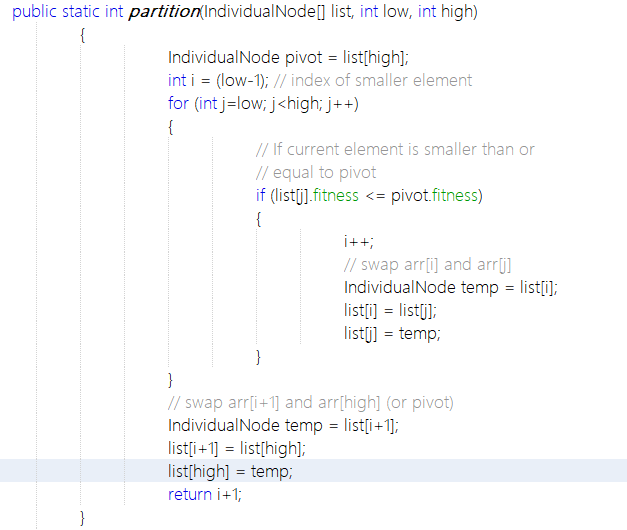 public static int partition(IndividualNode[] list, int low, int high)
{
IndividualNode pivot = list[high];
int i = (low-1); // index of smaller element
for (int j=low; j<high; j++)
{
// If current element is smaller than or
// equal to pivot
if (list[j].fitness <= pivot.fitness)
{
i++;
// swap arr[i] and arr[j]
IndividualNode temp = list[i];
list[i] = list[j];
list[j] = temp;
}
}
// swap arr[i+1] and arr[high] (or pivot)
IndividualNode temp = list[i+1];
list[i+1] = list[high];
list[high] = temp;
return i+1;
}